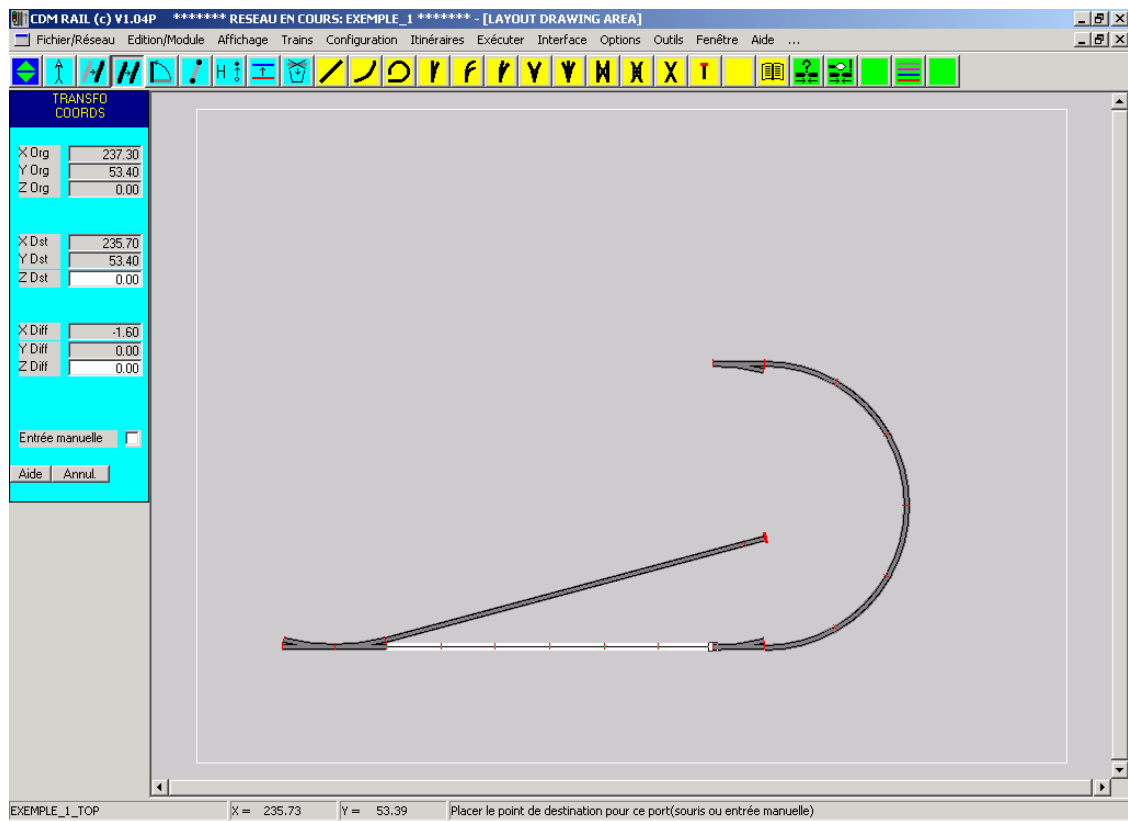 CDM RAIL (c) V1.04P ******* RESEAU EN COURS: EXEMPLE_1 ******* - [LAYOUT DRAWING AREA]
Fichier/Réseau Edition/Module Affichage Trains Configuration Itinéraires Exécuter Interface Options Outils Fenêtre Aide ...
H T ?
TRANSFO
COORDS
X Org 237.30
Y Org 53.40
Z Org 0.00
X Dst 235.70
Y Dst 53.40
Z Dst 0.00
X Diff -1.60
Y Diff 0.00
Z Diff 0.00
Entrée manuelle
Aide Annul.
EXEMPLE_1_TOP X = 235.73 Y = 53.39 Placer le point de destination pour ce port(souris ou entrée manuelle)